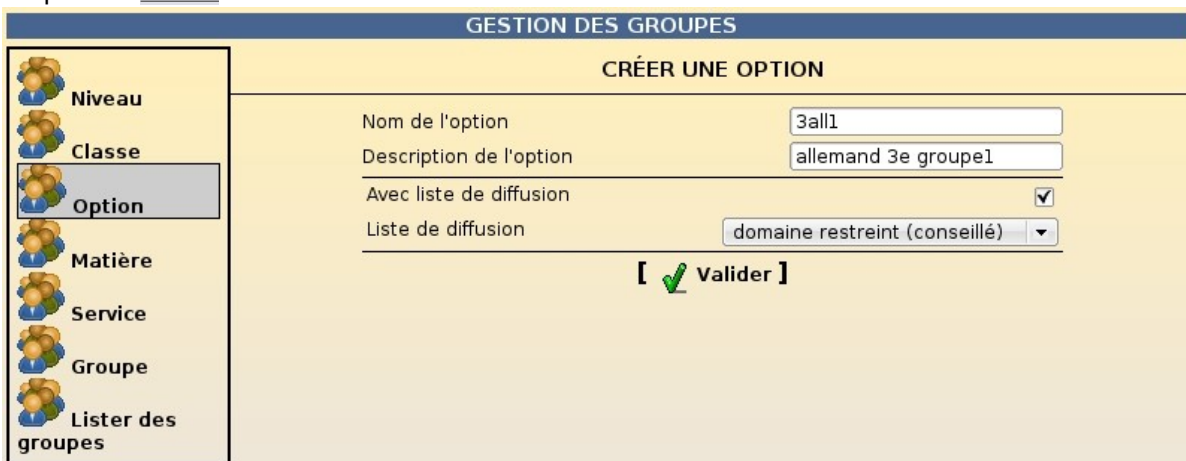 GESTION DES GROUPES
Niveau
Classe
Option
Matière
Service
Groupe
Lister des
groupes
CRÉER UNE OPTION
Nom de l'option 3all1
Description de l'option allemand 3e groupe1
Avec liste de diffusion
Liste de diffusion domaine restreint (conseillé)
[ Valider ]